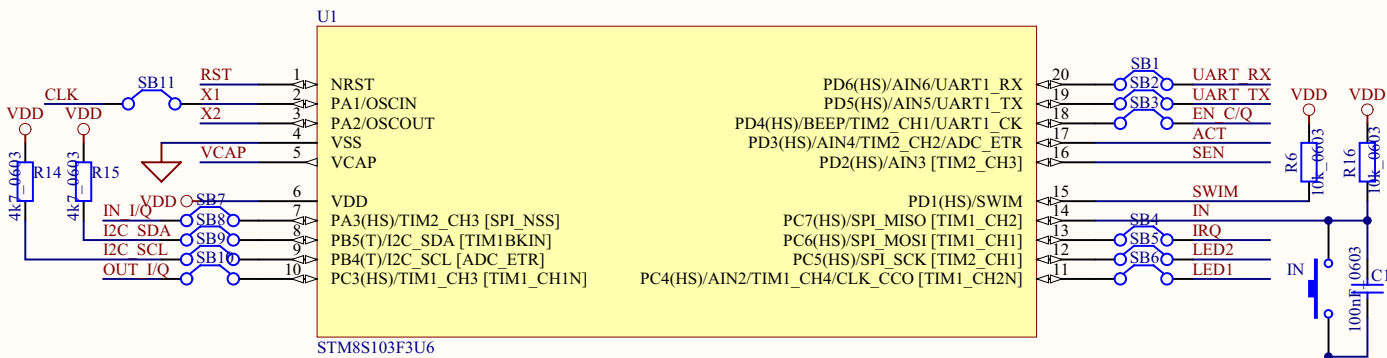 U1
RST 1 NRST
CLK SB11 X1 2 PA1/OSCIN
X2 3 PA2/OSCOUT
4 VSS
VCAP 5 VCAP
VDD VDD
4k7_0603 R14 4k7_0603 R15
VDD 6 VDD
IN_I/Q SB7 7 PA3(HS)/TIM2_CH3 [SPI_NSS]
I2C_SDA SB8 8 PB5(T)/I2C_SDA [TIM1BKIN]
I2C_SCL SB9 9 PB4(T)/I2C_SCL [ADC_ETR]
OUT_I/Q SB10 10 PC3(HS)/TIM1_CH3 [TIM1_CH1N]
PD6(HS)/AIN6/UART1_RX 20 SB1 UART_RX
PD5(HS)/AIN5/UART1_TX 19 SB2 UART_TX
PD4(HS)/BEEP/TIM2_CH1/UART1_CK 18 SB3 EN_C/Q
PD3(HS)/AIN4/TIM2_CH2/ADC_ETR 17 ACT
PD2(HS)/AIN3 [TIM2_CH3] 16 SEN
PD1(HS)/SWIM 15 SWIM
PC7(HS)/SPI_MISO [TIM1_CH2] 14 IN
PC6(HS)/SPI_MOSI [TIM1_CH1] 13 SB4 IRQ
PC5(HS)/SPI_SCK [TIM2_CH1] 12 SB5 LED2
PC4(HS)/AIN2/TIM1_CH4/CLK_CCO [TIM1_CH2N] 11 SB6 LED1
VDD VDD
R6 10k_0603 R16 10k_0603
IN 100nF_0603 C1
STM8S103F3U6